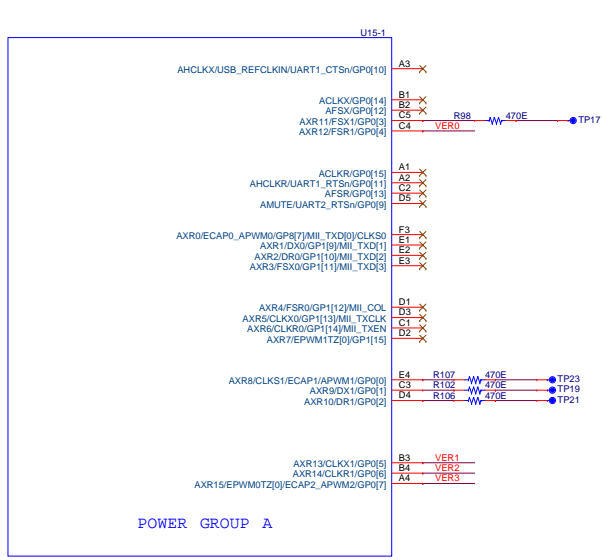 U15-1
AHCLKX/USB_REFCLKIN/UART1_CTSn/GP0[10] A3
ACLKX/GP0[14] B1
AFSX/GP0[12] B2
AXR11/FSX1/GP0[3] C5 R98 470E TP17
AXR12/FSR1/GP0[4] C4 VER0
ACLKR/GP0[15] A1
AHCLKR/UART1_RTSn/GP0[11] A2
AFSR/GP0[13] C2
AMUTE/UART2_RTSn/GP0[9] D5
AXR0/ECAP0_APWM0/GP8[7]/MII_TXD[0]/CLKS0 F3
AXR1/DX0/GP1[9]/MII_TXD[1] E1
AXR2/DR0/GP1[10]/MII_TXD[2] E2
AXR3/FSX0/GP1[11]/MII_TXD[3] E3
AXR4/FSR0/GP1[12]/MII_COL D1
AXR5/CLKX0/GP1[13]/MII_TXCLK D3
AXR6/CLKR0/GP1[14]/MII_TXEN C1
AXR7/EPWM1TZ[0]/GP1[15] D2
AXR8/CLKS1/ECAP1/APWM1/GP0[0] E4 R107 470E TP23
AXR9/DX1/GP0[1] C3 R102 470E TP19
AXR10/DR1/GP0[2] D4 R106 470E TP21
AXR13/CLKX1/GP0[5] B3 VER1
AXR14/CLKR1/GP0[6] B4 VER2
AXR15/EPWM0TZ[0]/ECAP2_APWM2/GP0[7] A4 VER3
POWER GROUP A